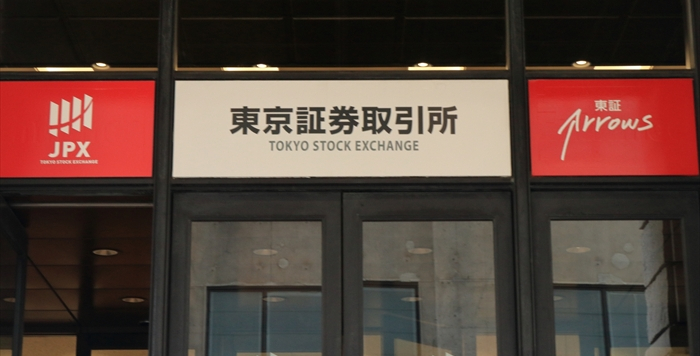 JPX
TOKYO STOCK EXCHANGE
東京証券取引所
TOKYO STOCK EXCHANGE
東証
Arrows